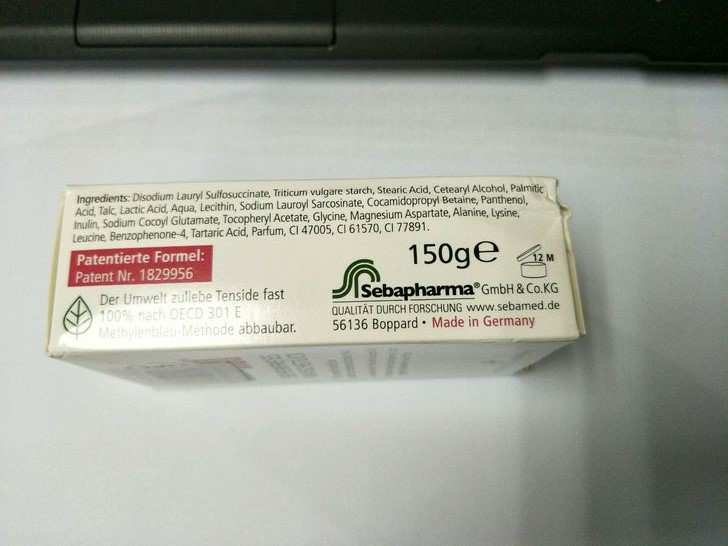 Ingredients: Disodium Lauryl Sulfosuccinate, Triticum vulgare starch, Stearic Acid, Cetearyl Alcohol, Palmitic
Acid, Talc, Lactic Acid, Aqua, Lecithin, Sodium Lauroyl Sarcosinate, Cocamidopropyl Betaine, Panthenol,
Inulin, Sodium Cocoyl Glutamate, Tocopheryl Acetate, Glycine, Magnesium Aspartate, Alanine, Lysine,
Leucine, Benzophenone-4, Tartaric Acid, Parfum, CI 47005, CI 61570, CI 77891.
Patentierte Formel:
Patent Nr. 1829956
Der Umwelt zuliebe Tenside fast
100% nach OECD 301 E
Methylenblau-Methode abbaubar.
150g℮
12 M
Sebapharma® GmbH & Co.KG
QUALITÄT DURCH FORSCHUNG www.sebamed.de
56136 Boppard • Made in Germany